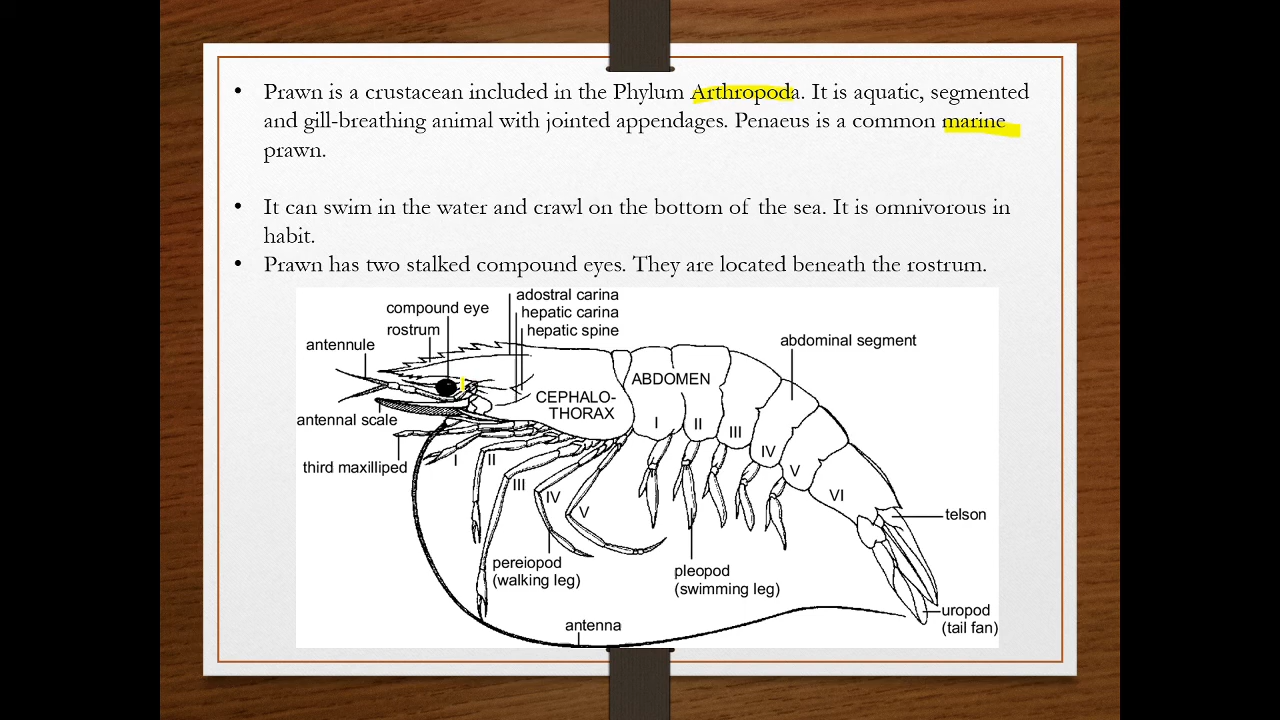 • Prawn is a crustacean included in the Phylum Arthropoda. It is aquatic, segmented
and gill-breathing animal with jointed appendages. Penaeus is a common marine
prawn.
• It can swim in the water and crawl on the bottom of the sea. It is omnivorous in
habit.
• Prawn has two stalked compound eyes. They are located beneath the rostrum.
adostral carina
compound eye
hepatic carina
rostrum
hepatic spine
antennule
abdominal segment
ABDOMEN
CEPHALO-
THORAX
antennal scale
I
II
III
IV
V
VI
third maxilliped
I
II
III
IV
V
telson
pereiopod
(walking leg)
pleopod
(swimming leg)
uropod
(tail fan)
antenna